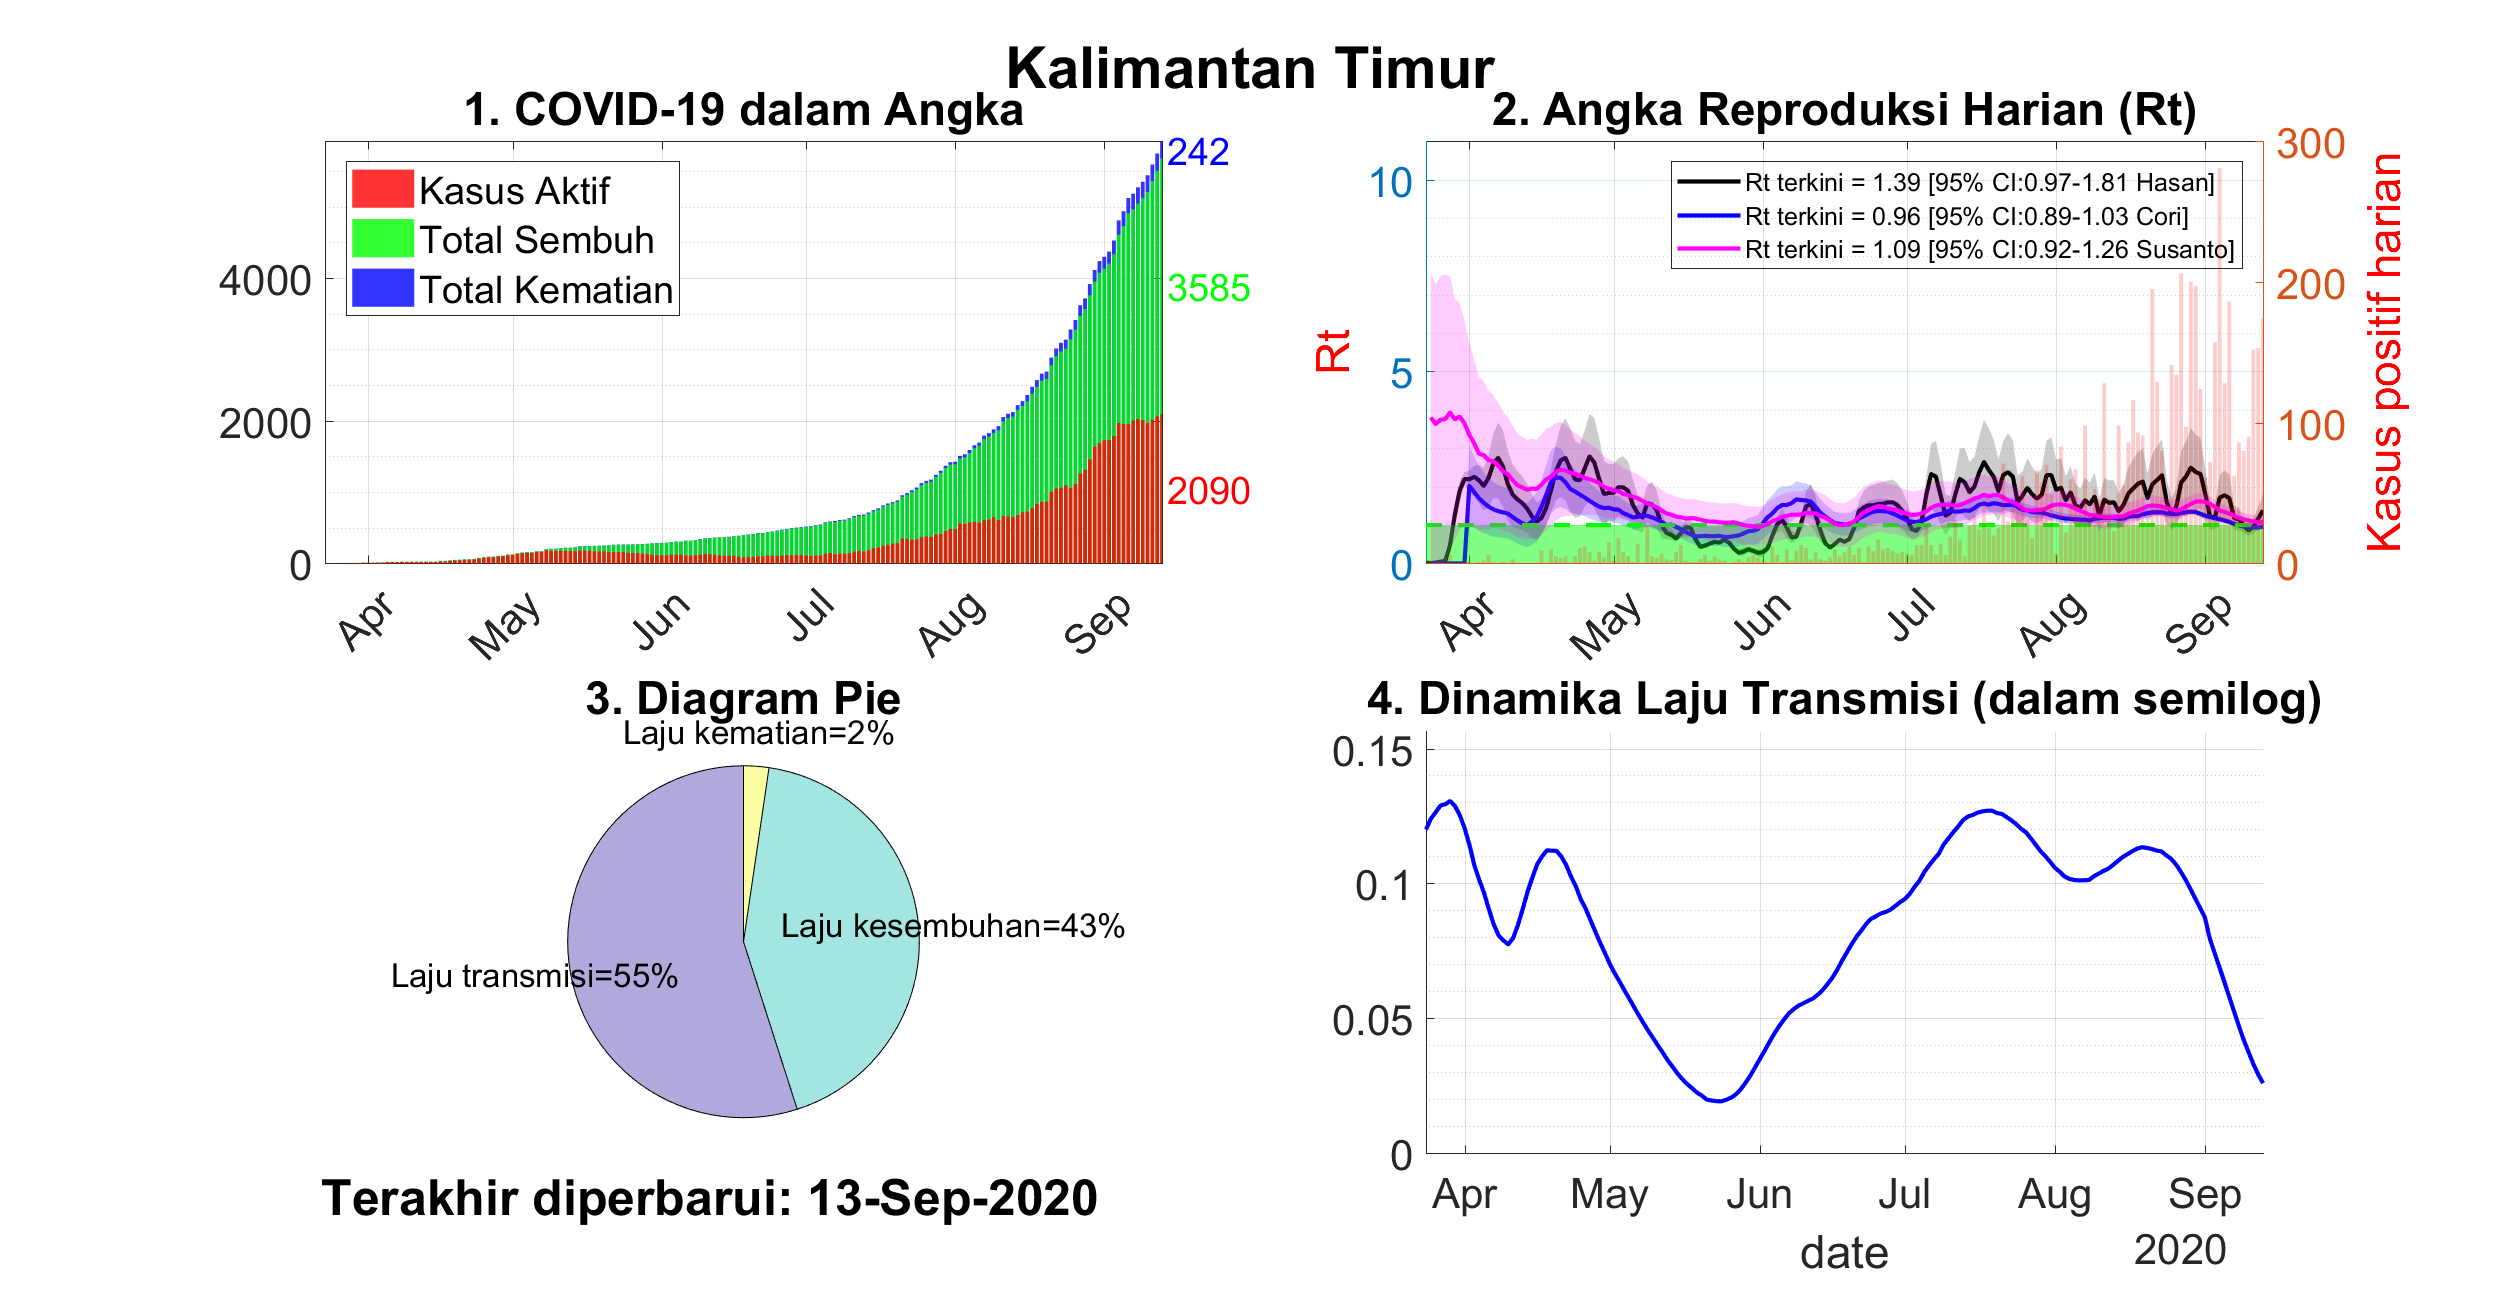 Kalimantan Timur
1. COVID-19 dalam Angka
Kasus Aktif
Total Sembuh
Total Kematian
242
3585
2090
4000
2000
0
Apr
May
Jun
Jul
Aug
Sep
2. Angka Reproduksi Harian (Rt)
Rt terkini = 1.39 [95% CI:0.97-1.81 Hasan]
Rt terkini = 0.96 [95% CI:0.89-1.03 Cori]
Rt terkini = 1.09 [95% CI:0.92-1.26 Susanto]
Rt
10
5
0
300
200
100
0
Kasus positif harian
Apr
May
Jun
Jul
Aug
Sep
3. Diagram Pie
Laju kematian=2%
Laju kesembuhan=43%
Laju transmisi=55%
4. Dinamika Laju Transmisi (dalam semilog)
0.15
0.1
0.05
0
Apr
May
Jun
Jul
Aug
Sep
date
2020
Terakhir diperbarui: 13-Sep-2020